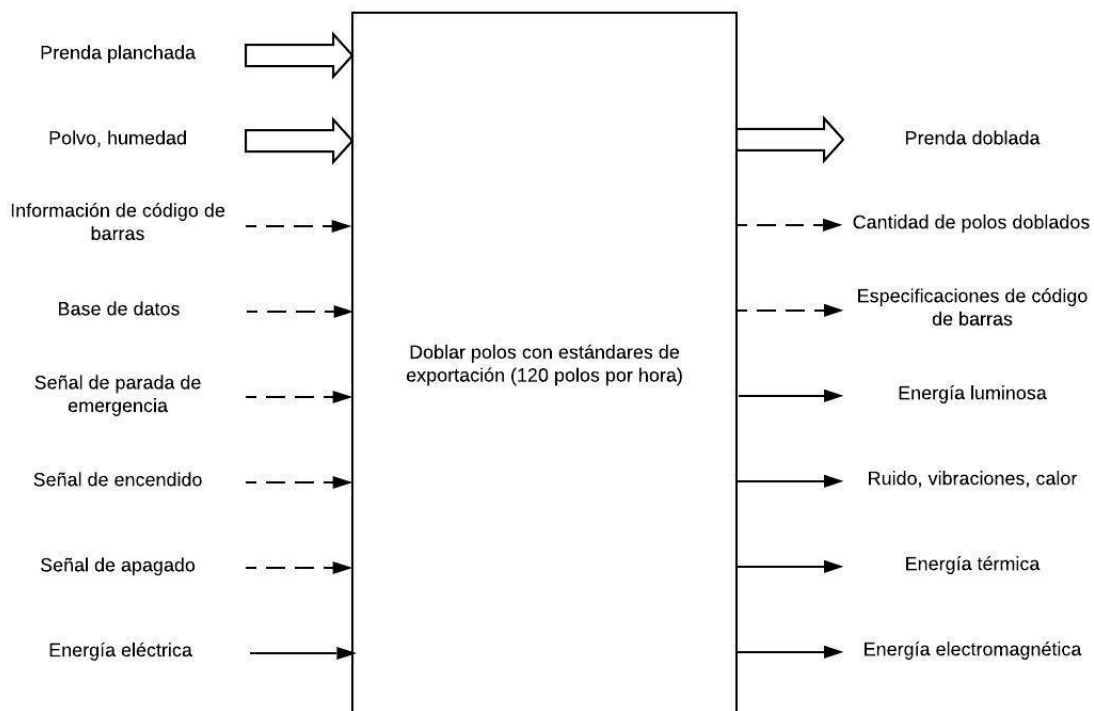 Prenda planchada
Polvo, humedad
Información de código de
barras
Base de datos
Señal de parada de
emergencia
Señal de encendido
Señal de apagado
Energía eléctrica
Doblar polos con estándares de
exportación (120 polos por hora)
Prenda doblada
Cantidad de polos doblados
Especificaciones de código
de barras
Energía luminosa
Ruido, vibraciones, calor
Energía térmica
Energía electromagnética